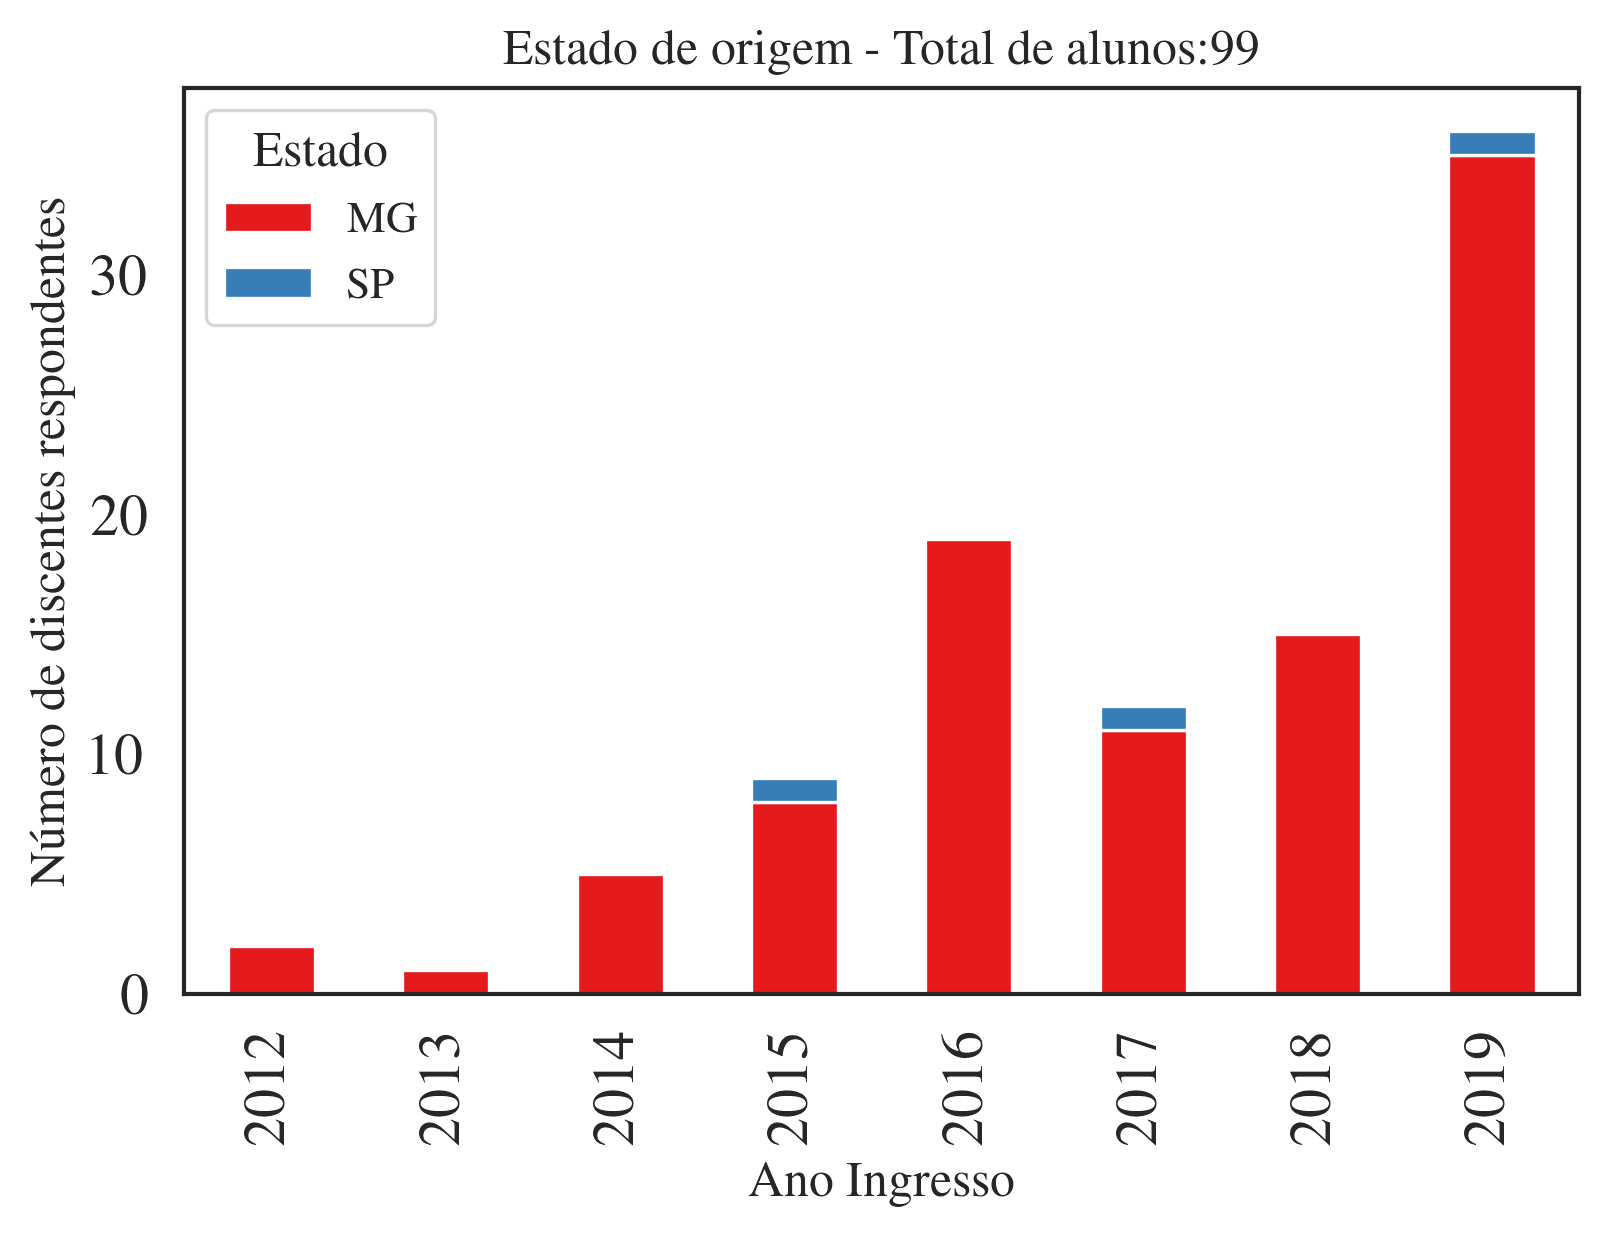 Estado de origem - Total de alunos:99
Estado
MG
SP
Número de discentes respondentes
30
20
10
0
2012
2013
2014
2015
2016
2017
2018
2019
Ano Ingresso